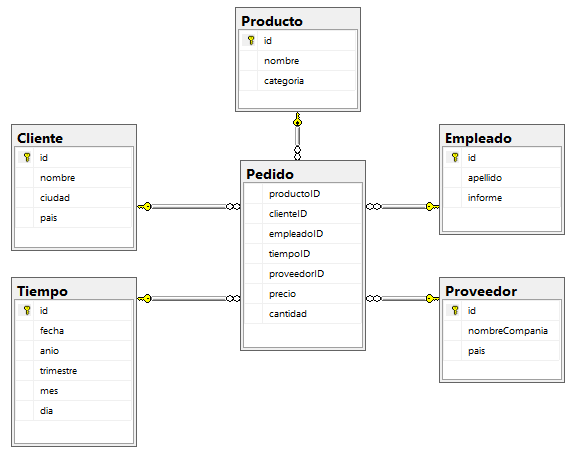 Producto
id
nombre
categoria
Cliente
id
nombre
ciudad
pais
Pedido
productoID
clienteID
empleadoID
tiempoID
proveedorID
precio
cantidad
Empleado
id
apellido
informe
Tiempo
id
fecha
anio
trimestre
mes
dia
Proveedor
id
nombreCompania
pais